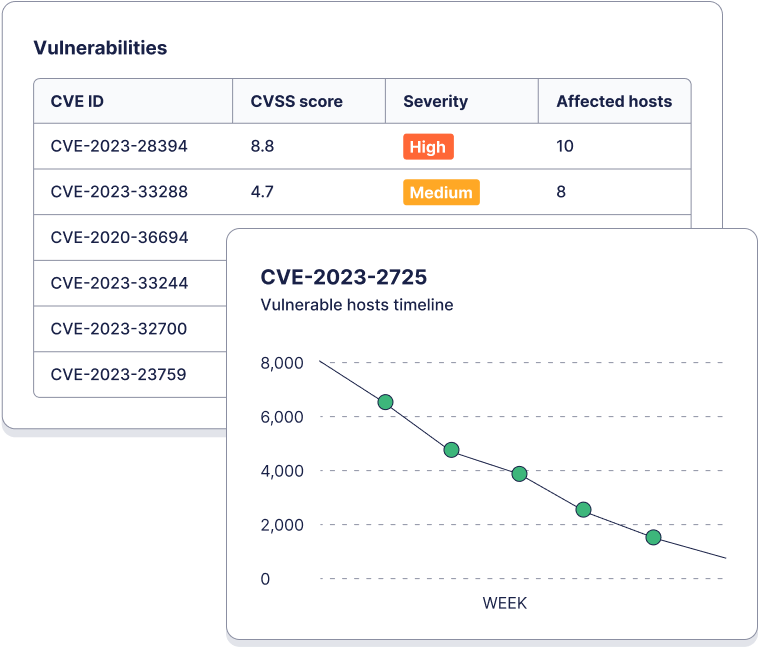 Vulnerabilities
CVE ID CVSS score Severity Affected hosts
CVE-2023-28394 8.8 High 10
CVE-2023-33288 4.7 Medium 8
CVE-2020-36694
CVE-2023-33244
CVE-2023-32700
CVE-2023-23759
CVE-2023-2725
Vulnerable hosts timeline
8,000
6,000
4,000
2,000
0
WEEK